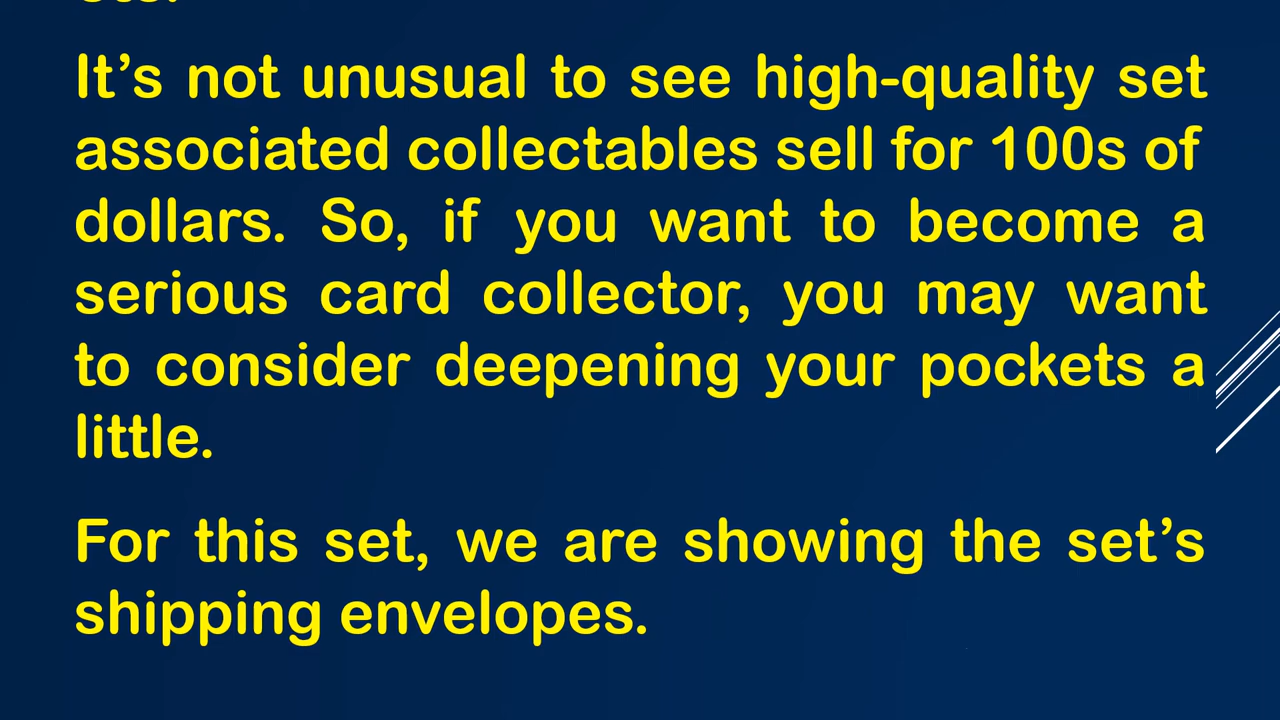 etc.
It's not unusual to see high-quality set
associated collectables sell for 100s of
dollars. So, if you want to become a
serious card collector, you may want
to consider deepening your pockets a
little.
For this set, we are showing the set's
shipping envelopes.